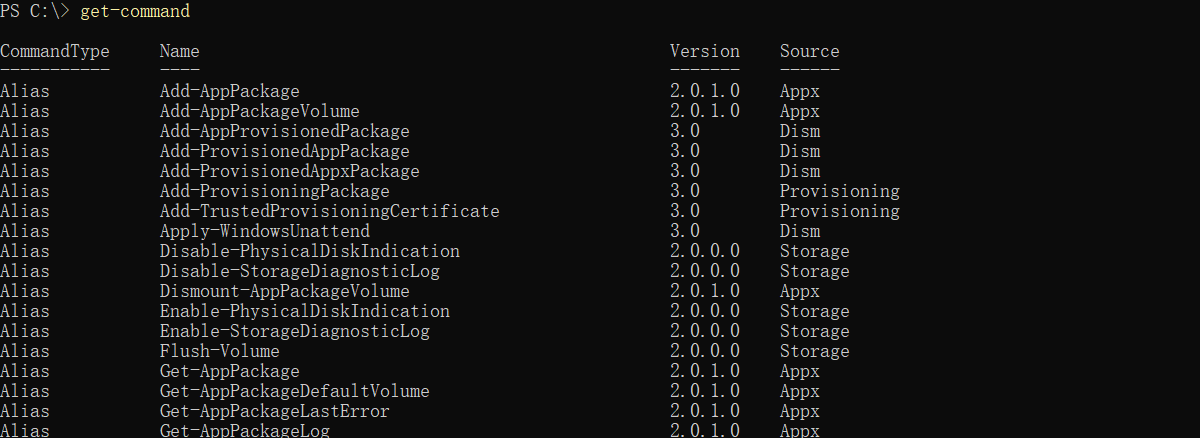 PS C:\> get-command
CommandType Name Version Source
----------- ---- ------- ------
Alias Add-AppPackage 2.0.1.0 Appx
Alias Add-AppPackageVolume 2.0.1.0 Appx
Alias Add-AppProvisionedPackage 3.0 Dism
Alias Add-ProvisionedAppPackage 3.0 Dism
Alias Add-ProvisionedAppxPackage 3.0 Dism
Alias Add-ProvisioningPackage 3.0 Provisioning
Alias Add-TrustedProvisioningCertificate 3.0 Provisioning
Alias Apply-WindowsUnattend 3.0 Dism
Alias Disable-PhysicalDiskIndication 2.0.0.0 Storage
Alias Disable-StorageDiagnosticLog 2.0.0.0 Storage
Alias Dismount-AppPackageVolume 2.0.1.0 Appx
Alias Enable-PhysicalDiskIndication 2.0.0.0 Storage
Alias Enable-StorageDiagnosticLog 2.0.0.0 Storage
Alias Flush-Volume 2.0.0.0 Storage
Alias Get-AppPackage 2.0.1.0 Appx
Alias Get-AppPackageDefaultVolume 2.0.1.0 Appx
Alias Get-AppPackageLastError 2.0.1.0 Appx
Alias Get-AppPackageLog 2.0.1.0 Appx